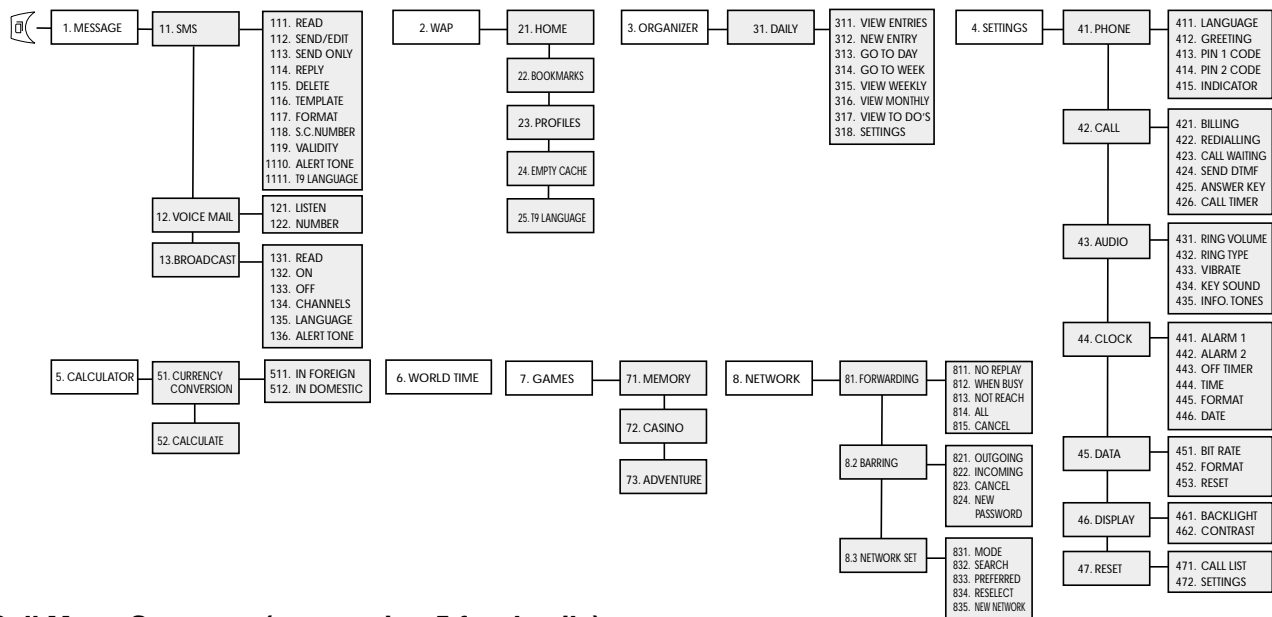 1. MESSAGE
11. SMS
111. READ
112. SEND/EDIT
113. SEND ONLY
114. REPLY
115. DELETE
116. TEMPLATE
117. FORMAT
118. S.C.NUMBER
119. VALIDITY
1110. ALERT TONE
1111. T9 LANGUAGE
12. VOICE MAIL
121. LISTEN
122. NUMBER
13.BROADCAST
131. READ
132. ON
133. OFF
134. CHANNELS
135. LANGUAGE
136. ALERT TONE
2. WAP
21. HOME
22. BOOKMARKS
23. PROFILES
24. EMPTY CACHE
25. T9 LANGUAGE
3. ORGANIZER
31. DAILY
311. VIEW ENTRIES
312. NEW ENTRY
313. GO TO DAY
314. GO TO WEEK
315. VIEW WEEKLY
316. VIEW MONTHLY
317. VIEW TO DO'S
318. SETTINGS
4. SETTINGS
41. PHONE
411. LANGUAGE
412. GREETING
413. PIN 1 CODE
414. PIN 2 CODE
415. INDICATOR
42. CALL
421. BILLING
422. REDIALLING
423. CALL WAITING
424. SEND DTMF
425. ANSWER KEY
426. CALL TIMER
43. AUDIO
431. RING VOLUME
432. RING TYPE
433. VIBRATE
434. KEY SOUND
435. INFO. TONES
44. CLOCK
441. ALARM 1
442. ALARM 2
443. OFF TIMER
444. TIME
445. FORMAT
446. DATE
45. DATA
451. BIT RATE
452. FORMAT
453. RESET
46. DISPLAY
461. BACKLIGHT
462. CONTRAST
47. RESET
471. CALL LIST
472. SETTINGS
5. CALCULATOR
51. CURRENCY
CONVERSION
511. IN FOREIGN
512. IN DOMESTIC
52. CALCULATE
6. WORLD TIME
7. GAMES
71. MEMORY
72. CASINO
73. ADVENTURE
8. NETWORK
81. FORWARDING
811. NO REPLAY
812. WHEN BUSY
813. NOT REACH
814. ALL
815. CANCEL
8.2 BARRING
821. OUTGOING
822. INCOMING
823. CANCEL
824. NEW
PASSWORD
8.3 NETWORK SET
831. MODE
832. SEARCH
833. PREFERRED
834. RESELECT
835. NEW NETWORK